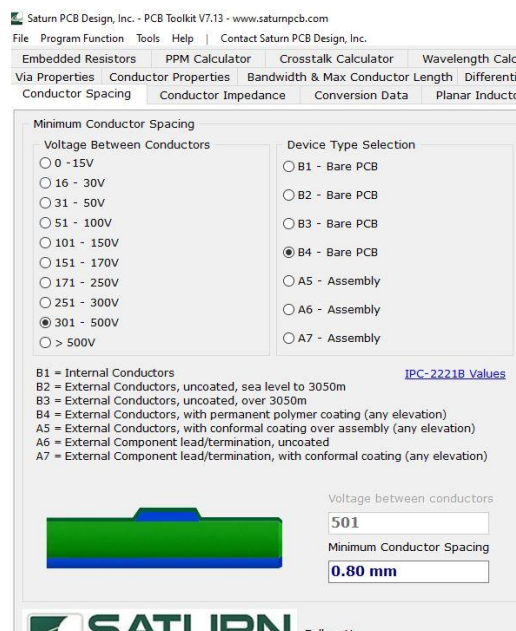 Saturn PCB Design, Inc. - PCB Toolkit V7.13 - www.saturnpcb.com
File Program Function Tools Help | Contact Saturn PCB Design, Inc.
Embedded Resistors PPM Calculator Crosstalk Calculator Wavelength Calc
Via Properties Conductor Properties Bandwidth & Max Conductor Length Differenti
Conductor Spacing Conductor Impedance Conversion Data Planar Inducto
Minimum Conductor Spacing
Voltage Between Conductors
0 -15V
16 - 30V
31 - 50V
51 - 100V
101 - 150V
151 - 170V
171 - 250V
251 - 300V
301 - 500V
> 500V
Device Type Selection
B1 - Bare PCB
B2 - Bare PCB
B3 - Bare PCB
B4 - Bare PCB
A5 - Assembly
A6 - Assembly
A7 - Assembly
B1 = Internal Conductors
IPC-2221B Values
B2 = External Conductors, uncoated, sea level to 3050m
B3 = External Conductors, uncoated, over 3050m
B4 = External Conductors, with permanent polymer coating (any elevation)
A5 = External Conductors, with conformal coating over assembly (any elevation)
A6 = External Component lead/termination, uncoated
A7 = External Component lead/termination, with conformal coating (any elevation)
Voltage between conductors
501
Minimum Conductor Spacing
0.80 mm
SATURN